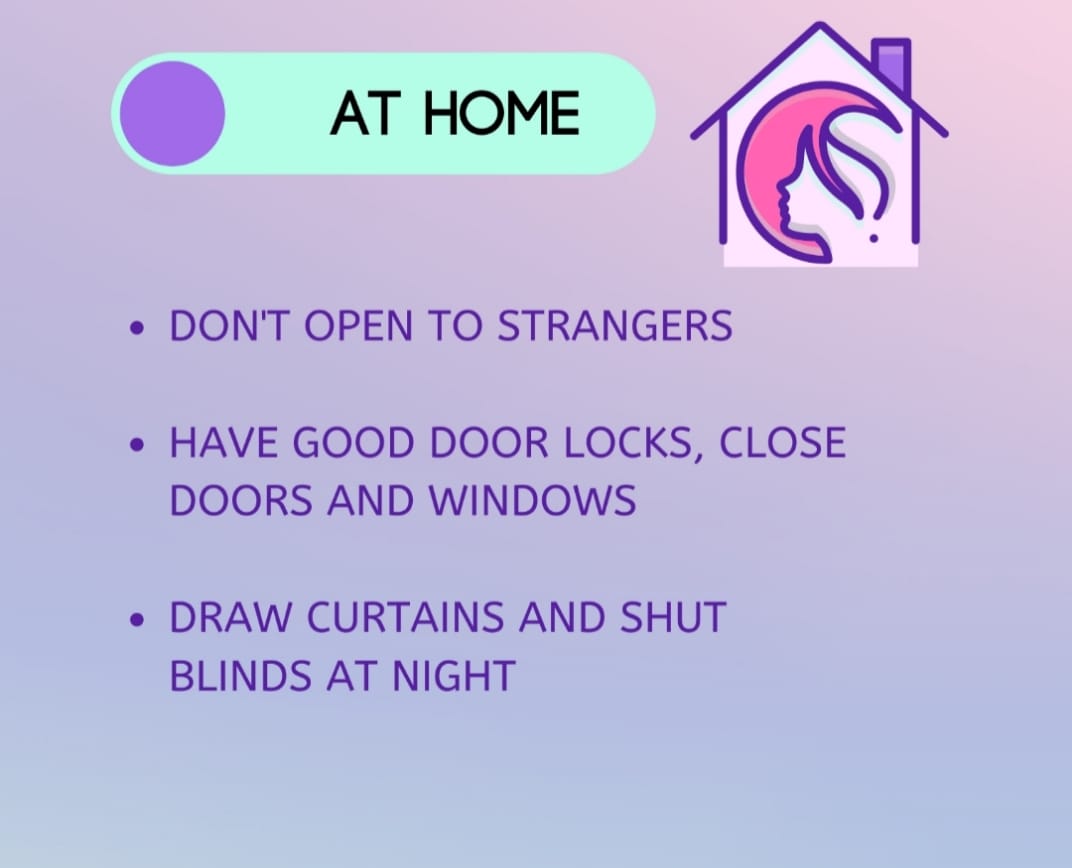 AT HOME
• DON'T OPEN TO STRANGERS
• HAVE GOOD DOOR LOCKS, CLOSE
DOORS AND WINDOWS
• DRAW CURTAINS AND SHUT
BLINDS AT NIGHT